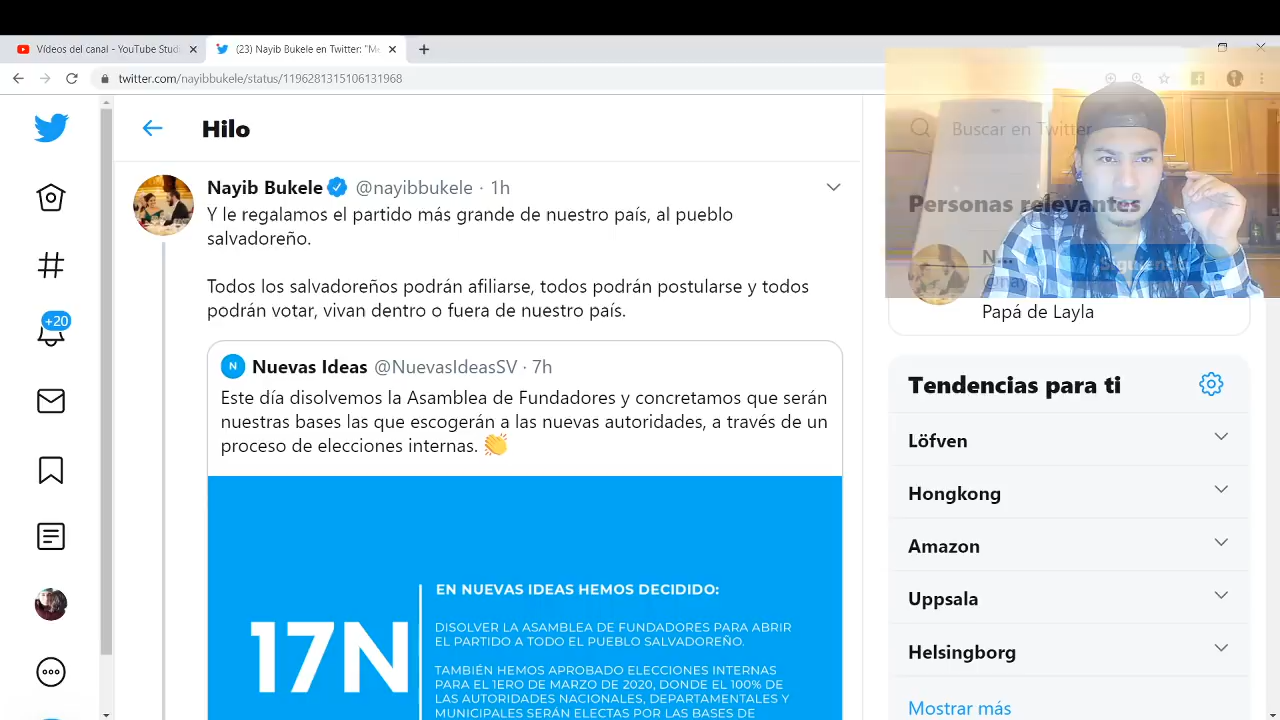 Vídeos del canal - YouTube Stud
(23) Nayib Bukele en Twitter: "Me
twitter.com/nayibbukele/status/1196281315106131968
Hilo
Buscar en Twitter
Nayib Bukele @nayibbukele · 1h
Y le regalamos el partido más grande de nuestro país, al pueblo
salvadoreño.
Todos los salvadoreños podrán afiliarse, todos podrán postularse y todos
podrán votar, vivan dentro o fuera de nuestro país.
Nuevas Ideas @NuevasIdeasSV · 7h
Este día disolvemos la Asamblea de Fundadores y concretamos que serán
nuestras bases las que escogerán a las nuevas autoridades, a través de un
proceso de elecciones internas.
17N
EN NUEVAS IDEAS HEMOS DECIDIDO:
DISOLVER LA ASAMBLEA DE FUNDADORES PARA ABRIR
EL PARTIDO A TODO EL PUEBLO SALVADOREÑO.
TAMBIÉN HEMOS APROBADO ELECCIONES INTERNAS
PARA EL 1ERO DE MARZO DE 2020, DONDE EL 100% DE
LAS AUTORIDADES NACIONALES, DEPARTAMENTALES Y
MUNICIPALES SERÁN ELECTAS POR LAS BASES DE
+20
Personas relevantes
N...
@nay
Siguiendo
Papá de Layla
Tendencias para ti
Löfven
Hongkong
Amazon
Uppsala
Helsingborg
Mostrar más